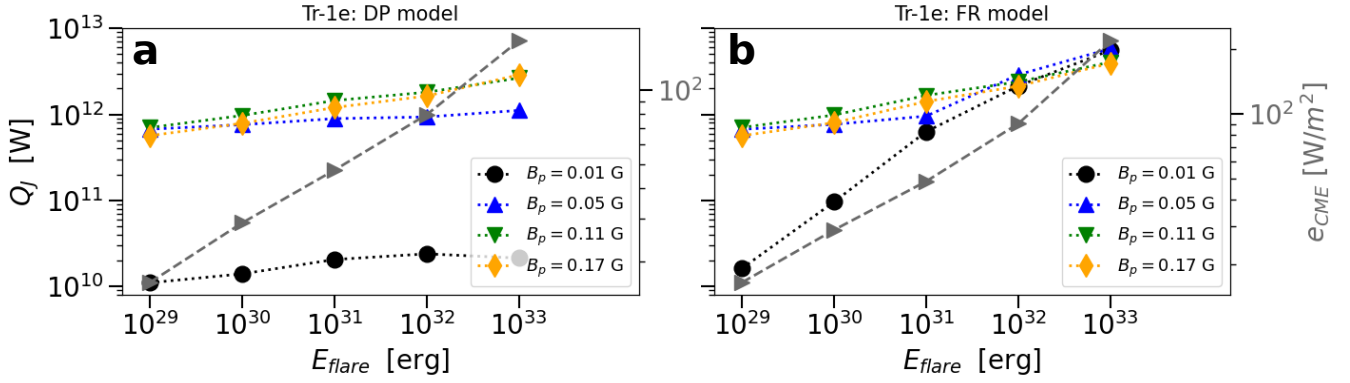 Tr-1e: DP model
a
Q_J [W]
10^13
10^12
10^11
10^10
10^2
B_p = 0.01 G
B_p = 0.05 G
B_p = 0.11 G
B_p = 0.17 G
10^29 10^30 10^31 10^32 10^33
E_flare [erg]
Tr-1e: FR model
b
B_p = 0.01 G
B_p = 0.05 G
B_p = 0.11 G
B_p = 0.17 G
10^2
e_CME [W/m^2]
10^29 10^30 10^31 10^32 10^33
E_flare [erg]